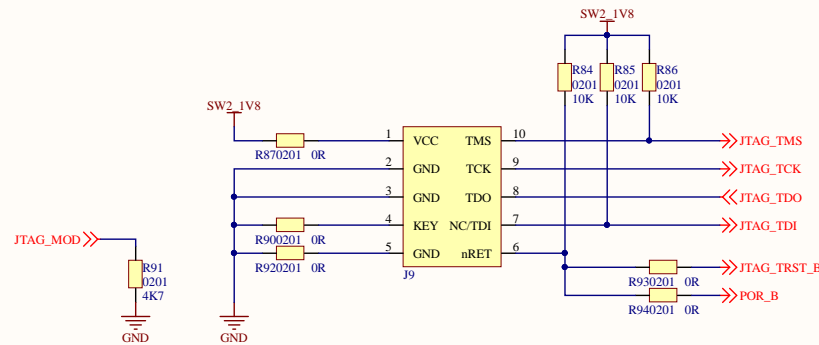 SW2_1V8
R84
0201
10K
R85
0201
10K
R86
0201
10K
SW2_1V8
R870201 0R
1 VCC TMS 10
2 GND TCK 9
3 GND TDO 8
4 KEY NC/TDI 7
5 GND nRET 6
J9
JTAG_TMS
JTAG_TCK
JTAG_TDO
JTAG_TDI
R900201 0R
R920201 0R
JTAG_MOD
R91
0201
4K7
GND
GND
JTAG_TRST_B
R930201 0R
POR_B
R940201 0R